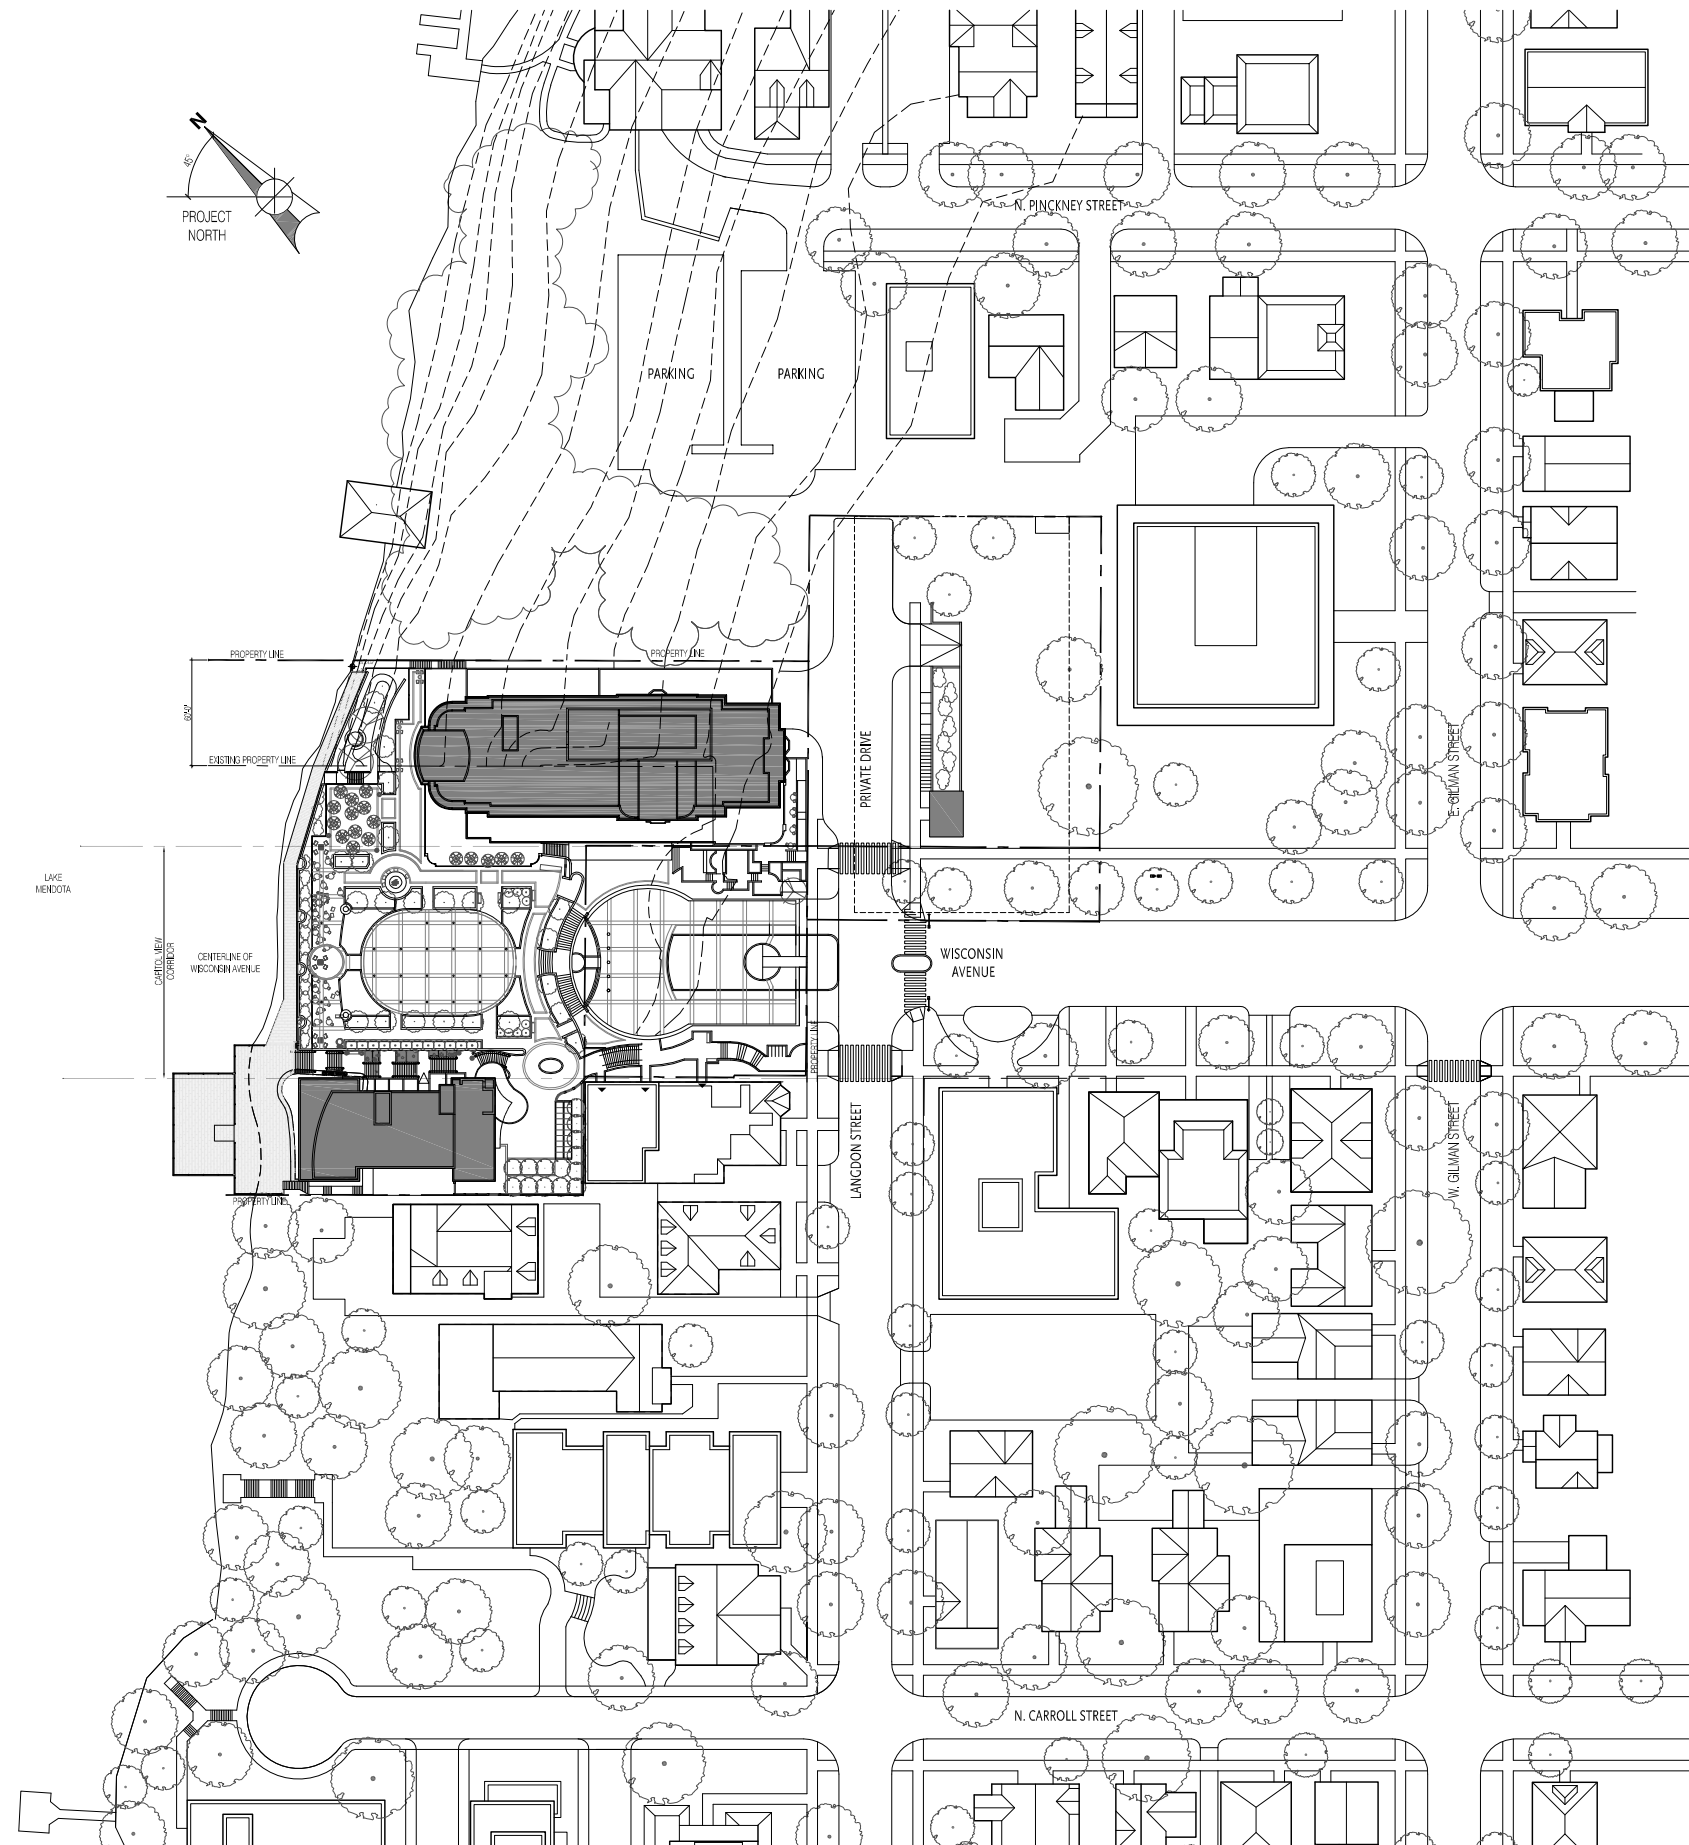 N
45°
PROJECT
NORTH
N. PINCKNEY STREET
PARKING
PARKING
PROPERTY LINE
PROPERTY LINE
EXISTING PROPERTY LINE
PRIVATE DRIVE
E. GILMAN STREET
LAKE
MENDOTA
CAPITOL VIEW
CORRIDOR
CENTERLINE OF
WISCONSIN AVENUE
WISCONSIN
AVENUE
PROPERTY LINE
LANGDON STREET
W. GILMAN STREET
PROPERTY LINE
N. CARROLL STREET